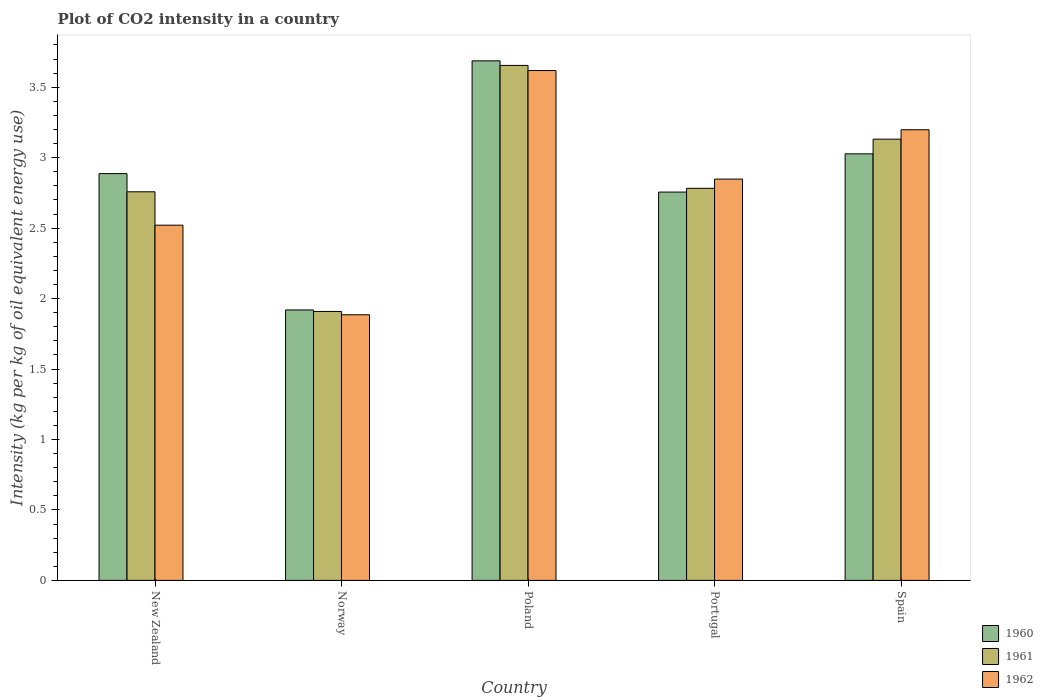 Plot of CO2 intensity in a country
Intensity (kg per kg of oil equivalent energy use)
3.5
3
2.5
2
1.5
1
0.5
0
New Zealand
Norway
Poland
Portugal
Spain
Country
1960
1961
1962